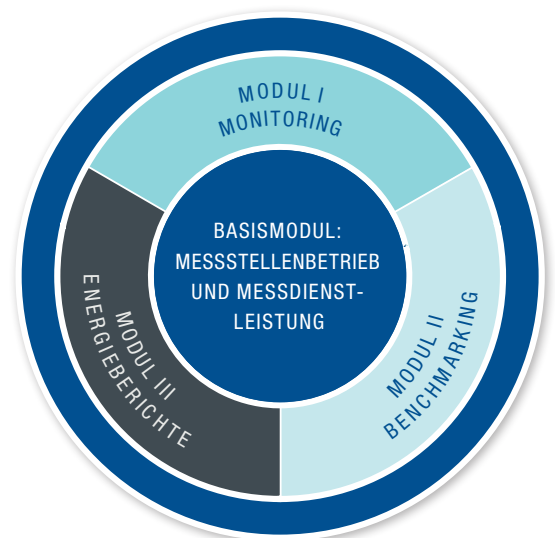 MODUL I
MONITORING
BASISMODUL:
MESSSTELLENBETRIEB
UND MESSDIENST-
LEISTUNG
MODUL II
BENCHMARKING
MODUL III
ENERGIEBERICHTE